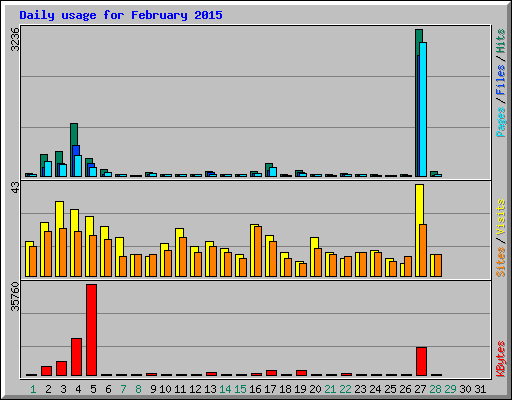 Daily usage for February 2015
3236
Pages / Files / Hits
43
Sites / Visits
35760
KBytes
1 2 3 4 5 6 7 8 9 10 11 12 13 14 15 16 17 18 19 20 21 22 23 24 25 26 27 28 29 30 31